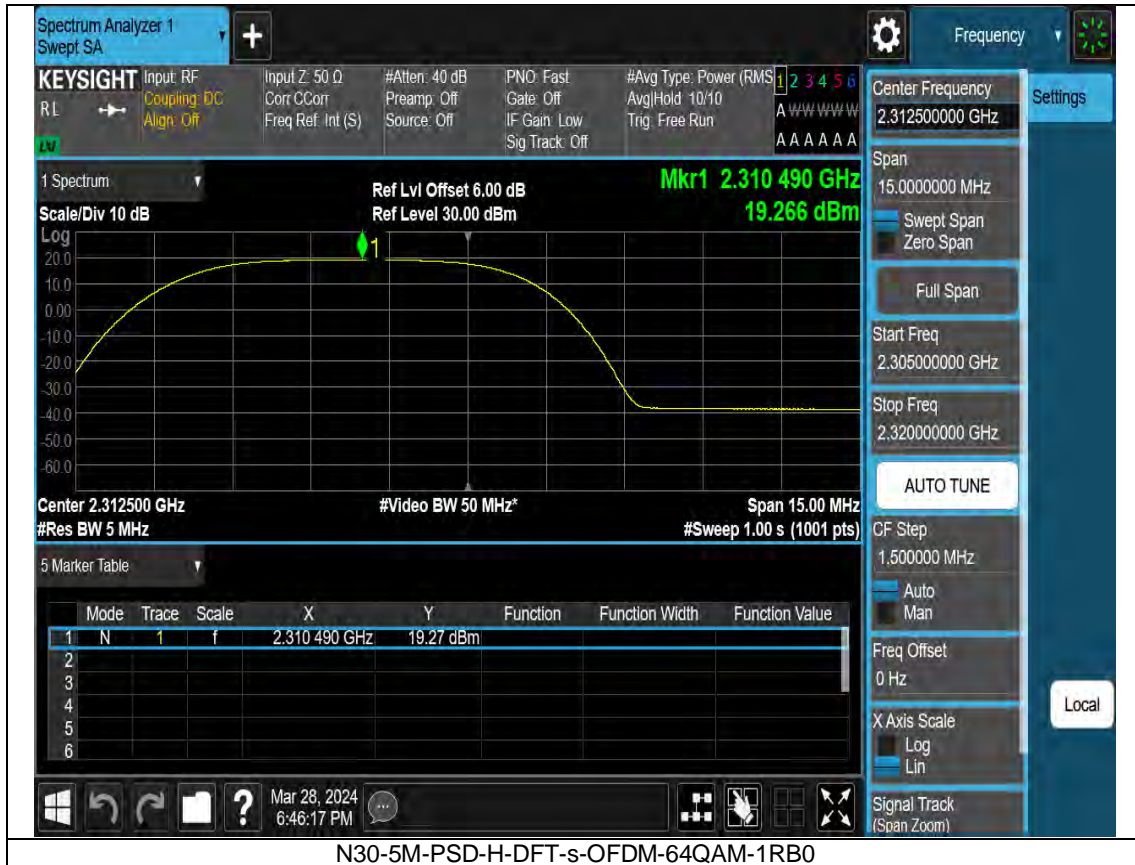 Spectrum Analyzer 1
Swept SA
Frequency
KEYSIGHT
RL
Input: RF
Coupling: DC
Align: Off
Input Z: 50 Ω
Corr CCorr
Freq Ref: Int (S)
#Atten: 40 dB
Preamp: Off
Source: Off
PNO: Fast
Gate: Off
IF Gain: Low
Sig Track: Off
#Avg Type: Power (RMS
Avg|Hold: 10/10
Trig: Free Run
1 2 3 4 5 6
A W W W W W
A A A A A A
LXI
1 Spectrum
Scale/Div 10 dB
Ref Lvl Offset 6.00 dB
Ref Level 30.00 dBm
Mkr1 2.310 490 GHz
19.266 dBm
Log
20.0
10.0
0.00
-10.0
-20.0
-30.0
-40.0
-50.0
-60.0
1
Center 2.312500 GHz
#Res BW 5 MHz
#Video BW 50 MHz*
Span 15.00 MHz
#Sweep 1.00 s (1001 pts)
5 Marker Table
Mode Trace Scale X Y Function Function Width Function Value
1 N 1 f 2.310 490 GHz 19.27 dBm
2
3
4
5
6
Mar 28, 2024
6:46:17 PM
Center Frequency
2.312500000 GHz
Settings
Span
15.0000000 MHz
Swept Span
Zero Span
Full Span
Start Freq
2.305000000 GHz
Stop Freq
2.320000000 GHz
AUTO TUNE
CF Step
1.500000 MHz
Auto
Man
Freq Offset
0 Hz
X Axis Scale
Log
Lin
Local
Signal Track
(Span Zoom)
N30-5M-PSD-H-DFT-s-OFDM-64QAM-1RB0